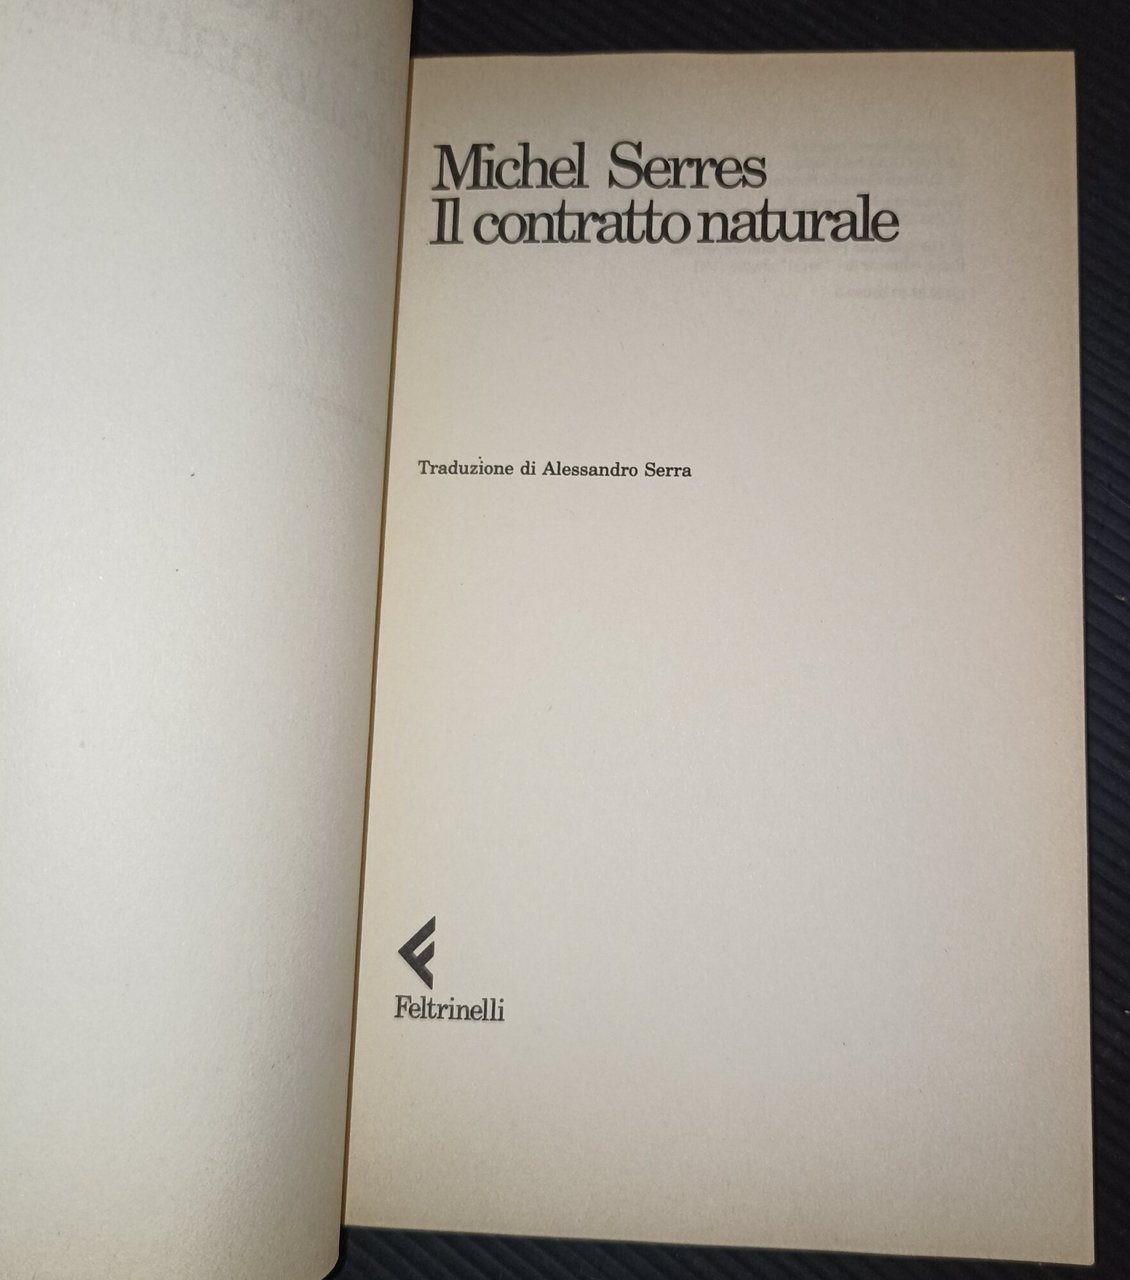 Michel Serres
Il contratto naturale
Traduzione di Alessandro Serra
Feltrinelli